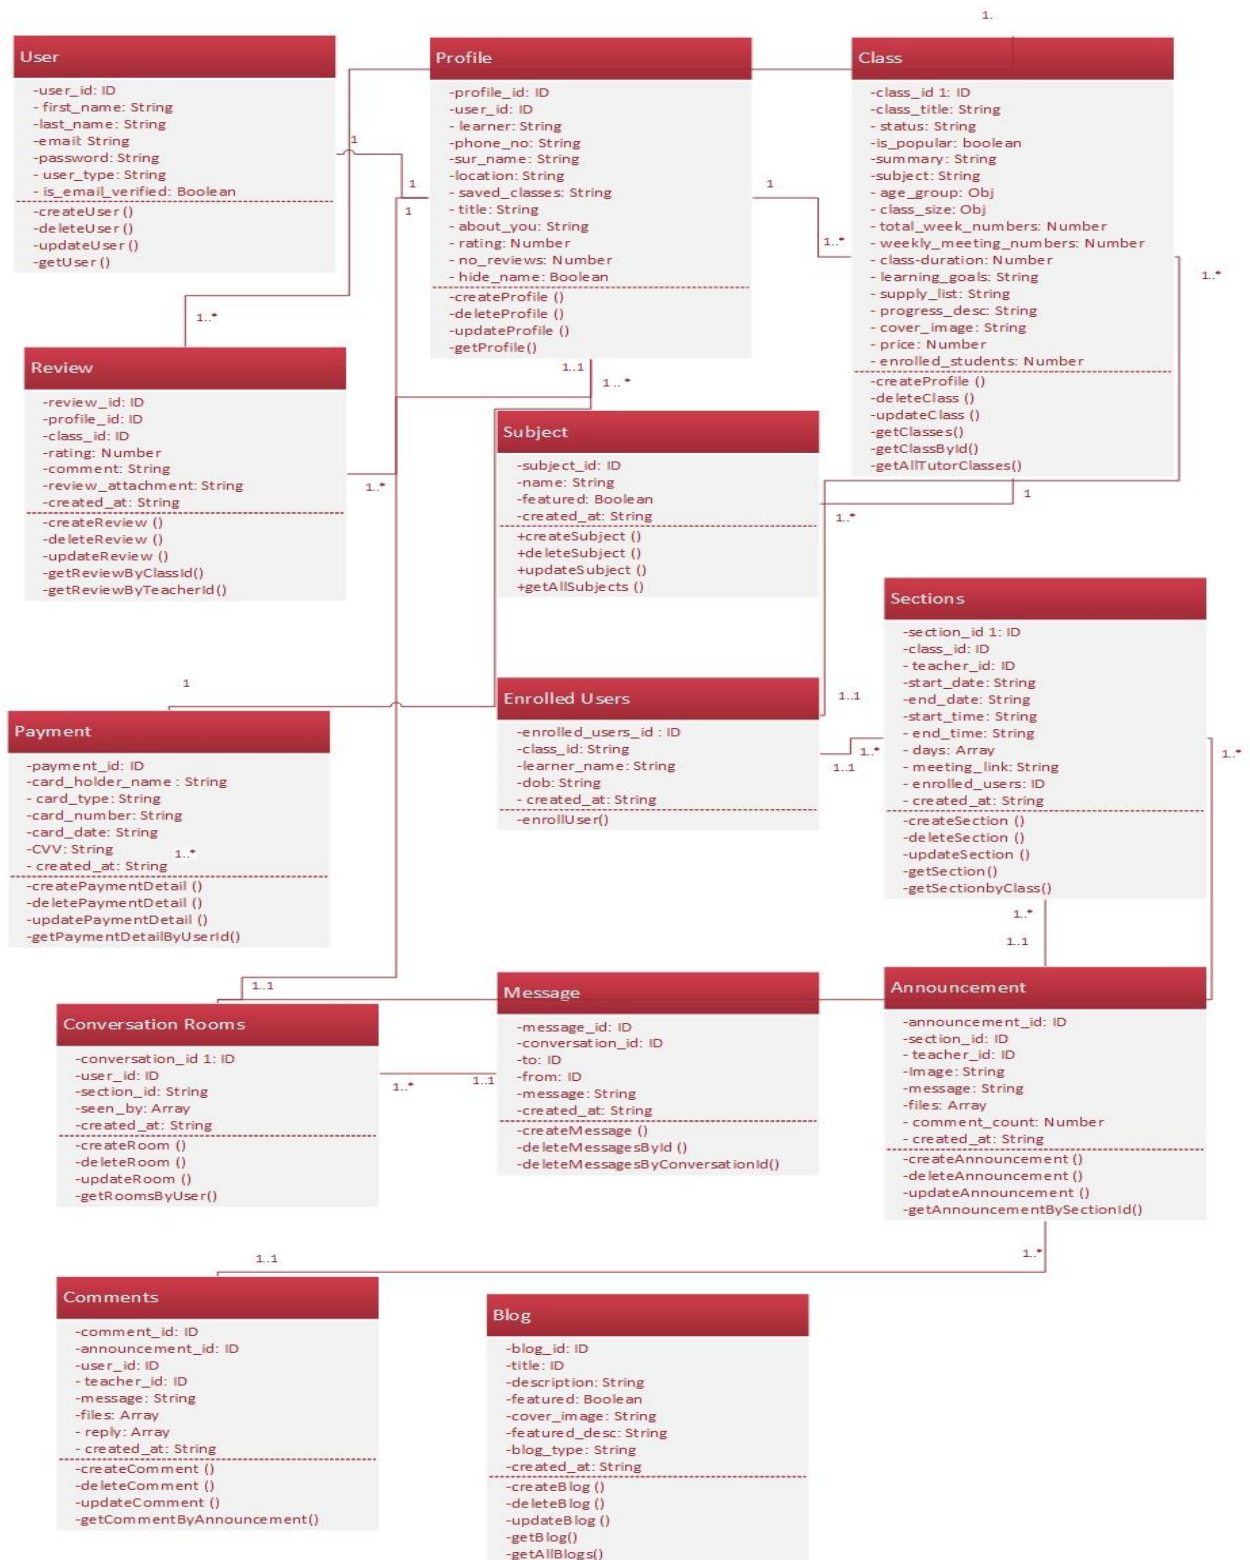 1.
User
-user_id: ID
- first_name: String
-last_name: String
-email: String
-password: String
- user_type: String
- is_email_verified: Boolean
-createUser ()
-deleteUser ()
-updateUser ()
-getUser ()
1
Profile
-profile_id: ID
-user_id: ID
- learner: String
-phone_no: String
-sur_name: String
-location: String
- saved_classes: String
- title: String
- about_you: String
- rating: Number
- no_reviews: Number
- hide_name: Boolean
-createProfile ()
-deleteProfile ()
-updateProfile ()
-getProfile()
1
1
1
1..*
Class
-class_id 1: ID
-class_title: String
- status: String
-is_popular: boolean
-summary: String
-subject: String
- age_group: Obj
- class_size: Obj
- total_week_numbers: Number
- weekly_meeting_numbers: Number
- class-duration: Number
- learning_goals: String
- supply_list: String
- progress_desc: String
- cover_image: String
- price: Number
- enrolled_students: Number
-createProfile ()
-deleteClass ()
-updateClass ()
-getClasses()
-getClassById()
-getAllTutorClasses()
1..*
1..*
Review
-review_id: ID
-profile_id: ID
-class_id: ID
-rating: Number
-comment: String
-review_attachment: String
-created_at: String
-createReview ()
-deleteReview ()
-updateReview ()
-getReviewByClassId()
-getReviewByTeacherId()
1..*
1..1
1.. *
Subject
-subject_id: ID
-name: String
-featured: Boolean
-created_at: String
+createSubject ()
+deleteSubject ()
+updateSubject ()
+getAllSubjects ()
1
1..*
Sections
-section_id 1: ID
-class_id: ID
- teacher_id: ID
-start_date: String
-end_date: String
-start_time: String
- end_time: String
- days: Array
- meeting_link: String
- enrolled_users: ID
- created_at: String
-createSection ()
-deleteSection ()
-updateSection ()
-getSection()
-getSectionbyClass()
1
Payment
-payment_id: ID
-card_holder_name : String
- card_type: String
-card_number: String
-card_date: String
-CVV: String
- created_at: String
1..*
-createPaymentDetail ()
-deletePaymentDetail ()
-updatePaymentDetail ()
-getPaymentDetailByUserId()
Enrolled Users
-enrolled_users_id : ID
-class_id: String
-learner_name: String
-dob: String
- created_at: String
-enrollUser()
1..1
1..*
1..1
1..*
1..*
1..1
1..1
Conversation Rooms
-conversation_id 1: ID
-user_id: ID
-section_id: String
-seen_by: Array
-created_at: String
-createRoom ()
-deleteRoom ()
-updateRoom ()
-getRoomsByUser()
1..*
1..1
Message
-message_id: ID
-conversation_id: ID
-to: ID
-from: ID
-message: String
-created_at: String
-createMessage ()
-deleteMessagesById ()
-deleteMessagesByConversationId()
Announcement
-announcement_id: ID
-section_id: ID
- teacher_id: ID
-Image: String
-message: String
-files: Array
- comment_count: Number
- created_at: String
-createAnnouncement ()
-deleteAnnouncement ()
-updateAnnouncement ()
-getAnnouncementBySectionId()
1..1
1..*
Comments
-comment_id: ID
-announcement_id: ID
-user_id: ID
- teacher_id: ID
-message: String
-files: Array
- reply: Array
- created_at: String
-createComment ()
-deleteComment ()
-updateComment ()
-getCommentByAnnouncement()
Blog
-blog_id: ID
-title: ID
-description: String
-featured: Boolean
-cover_image: String
-featured_desc: String
-blog_type: String
-created_at: String
-createBlog ()
-deleteBlog ()
-updateBlog ()
-getBlog()
-getAllBlogs()